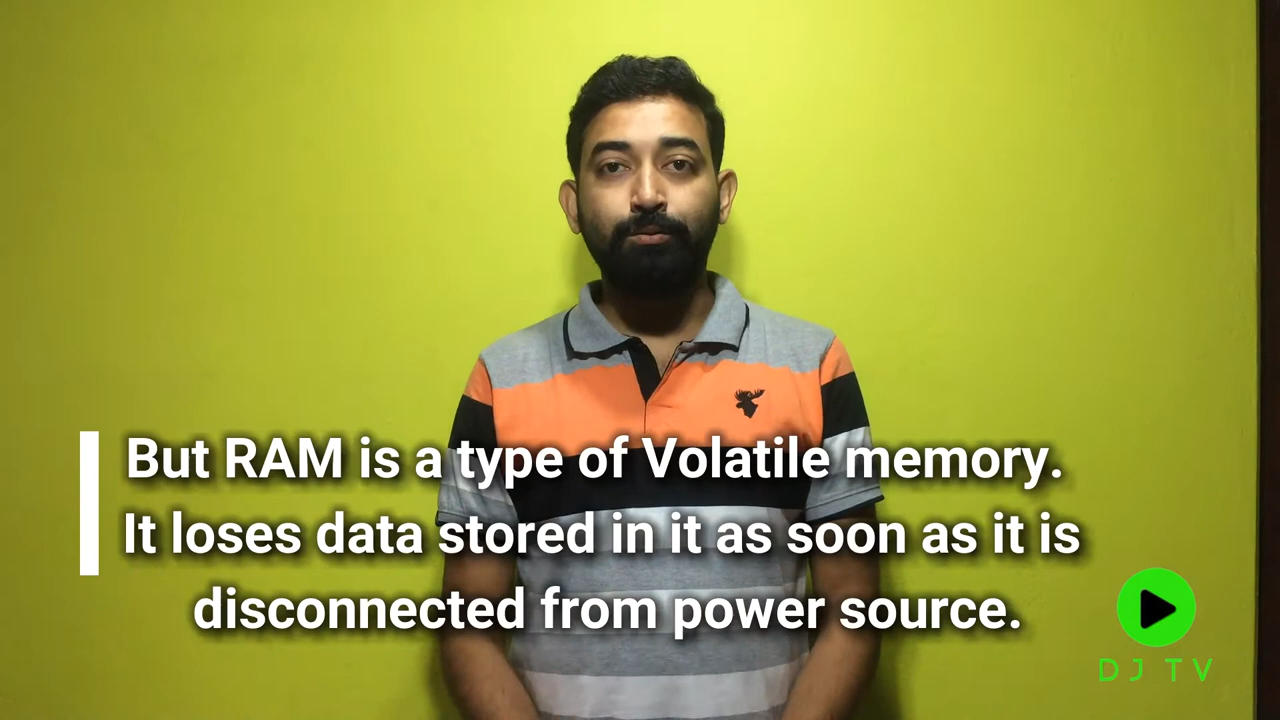 But RAM is a type of Volatile memory.
It loses data stored in it as soon as it is
disconnected from power source.
DJ TV